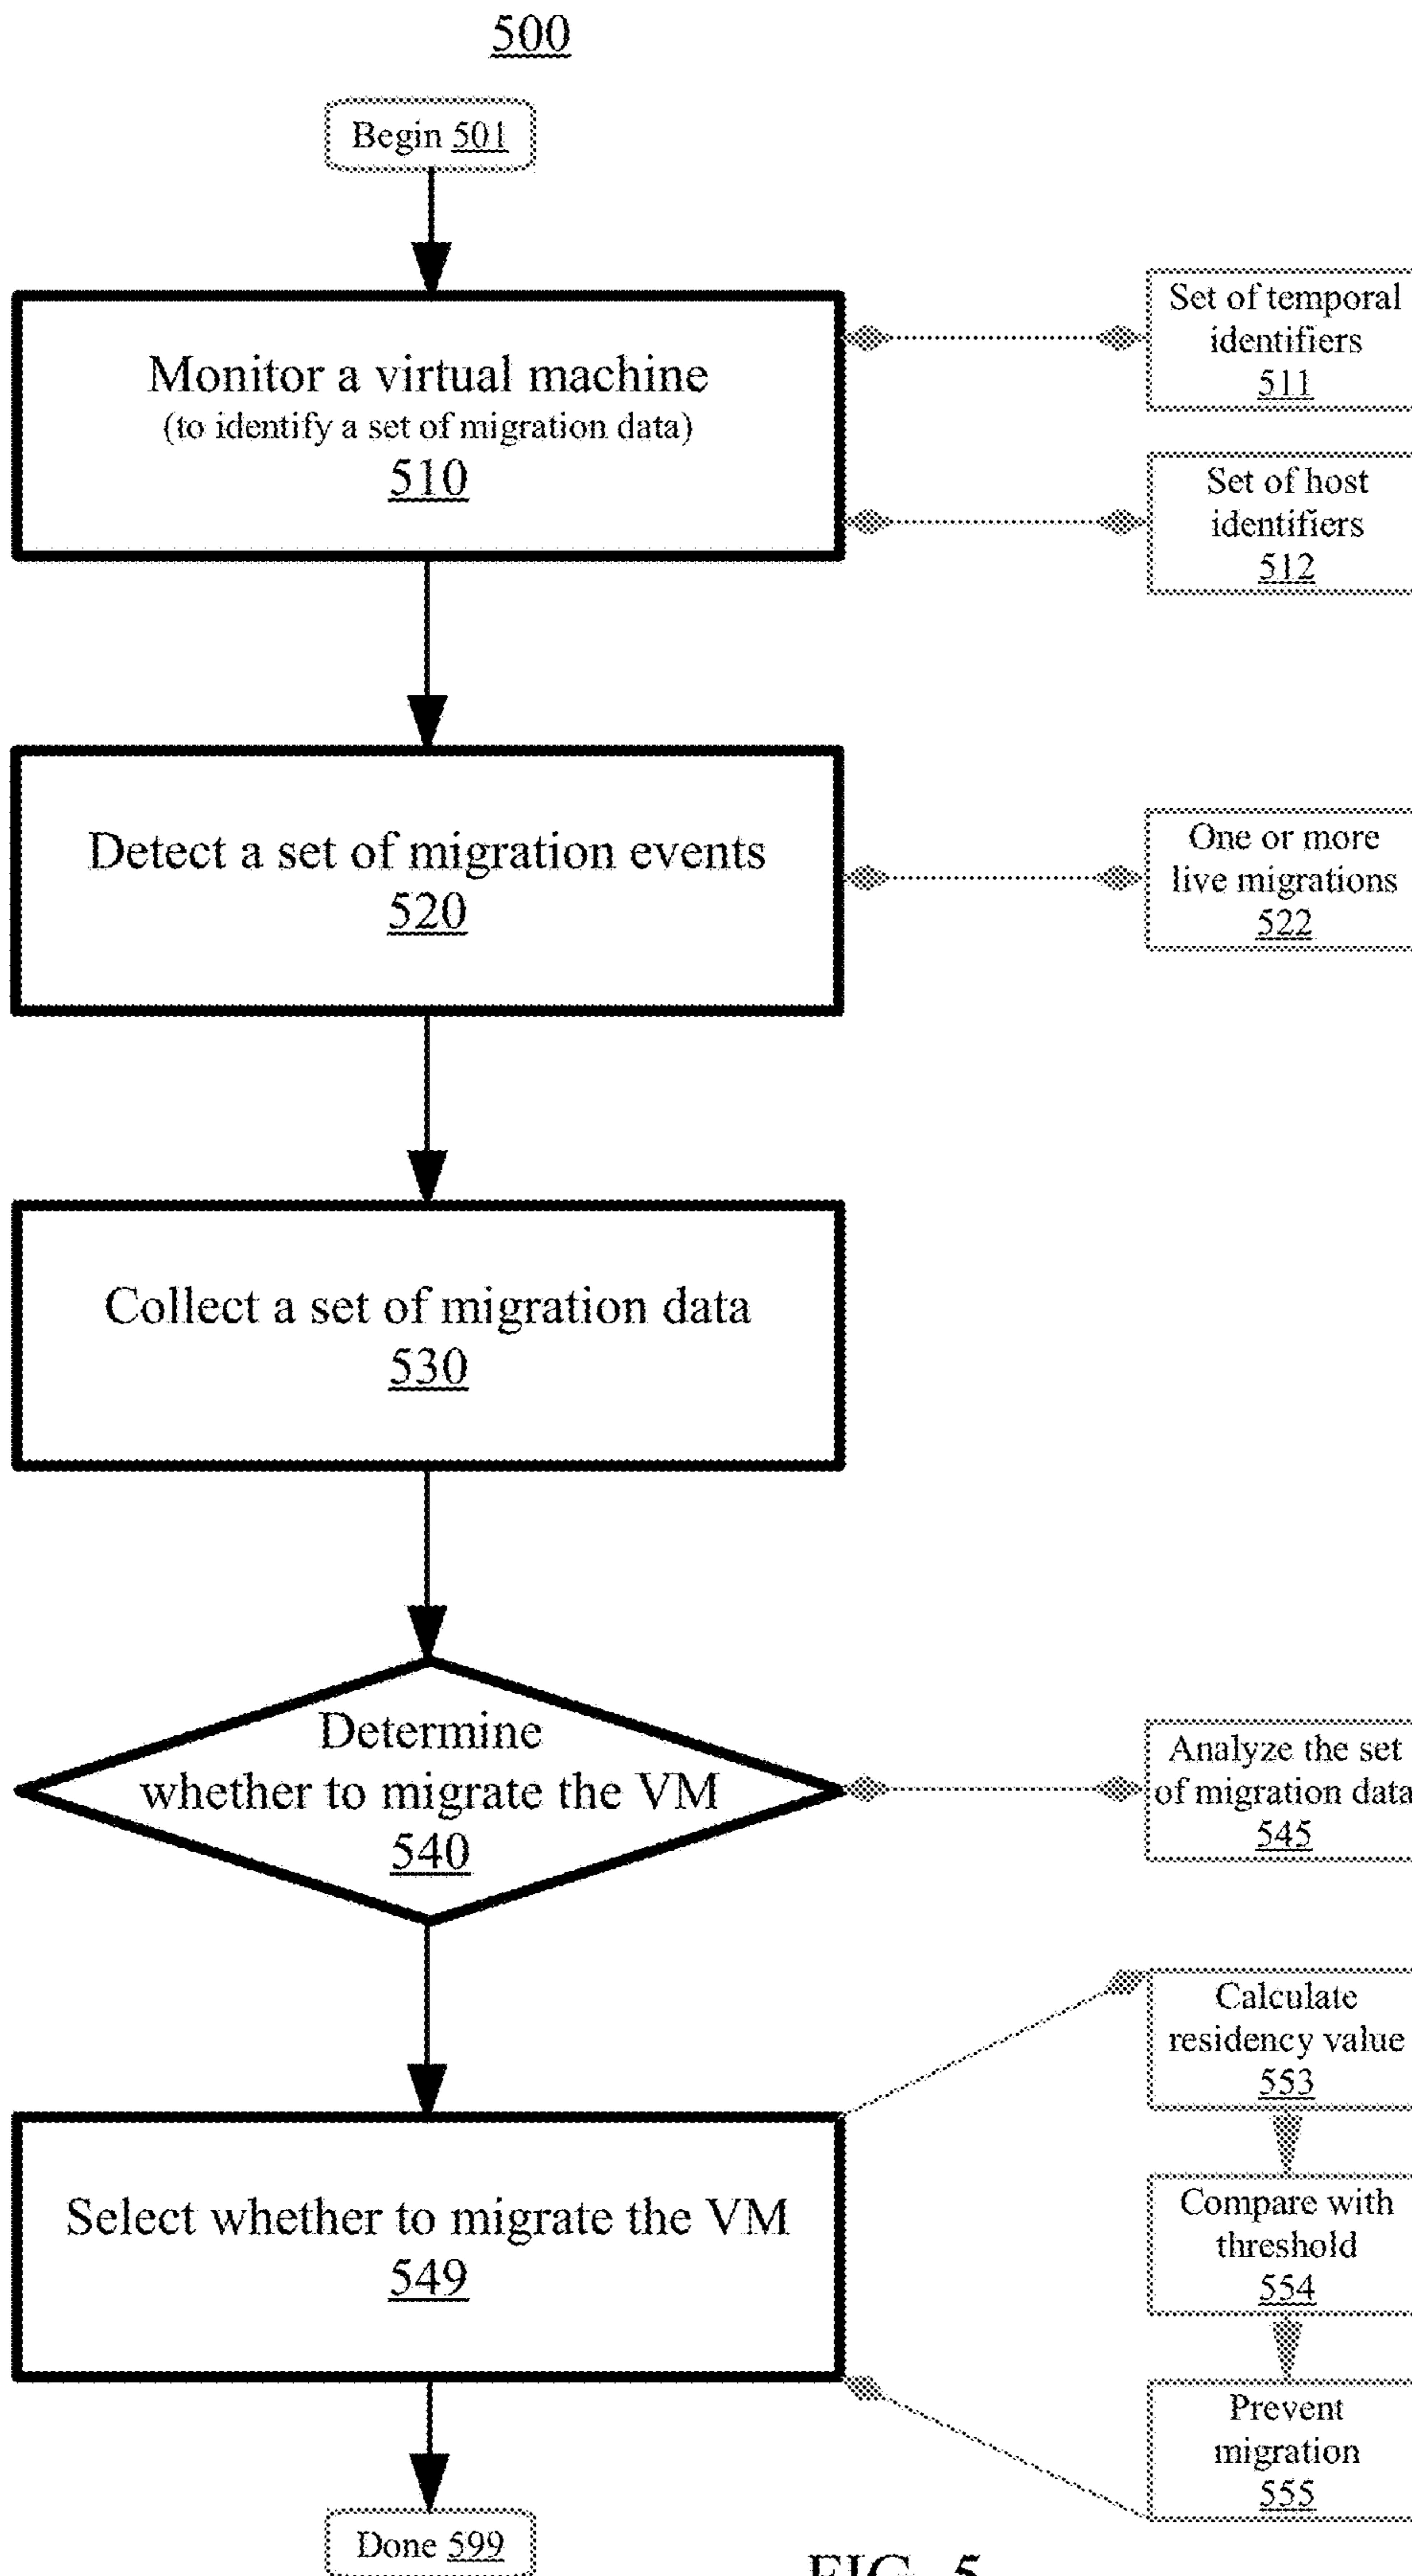 500
Begin 501
Monitor a virtual machine
(to identify a set of migration data)
510
Set of temporal
identifiers
511
Set of host
identifiers
512
Detect a set of migration events
520
One or more
live migrations
522
Collect a set of migration data
530
Determine
whether to migrate the VM
540
Analyze the set
of migration data
545
Select whether to migrate the VM
549
Calculate
residency value
553
Compare with
threshold
554
Prevent
migration
555
Done 599
FIG. 5